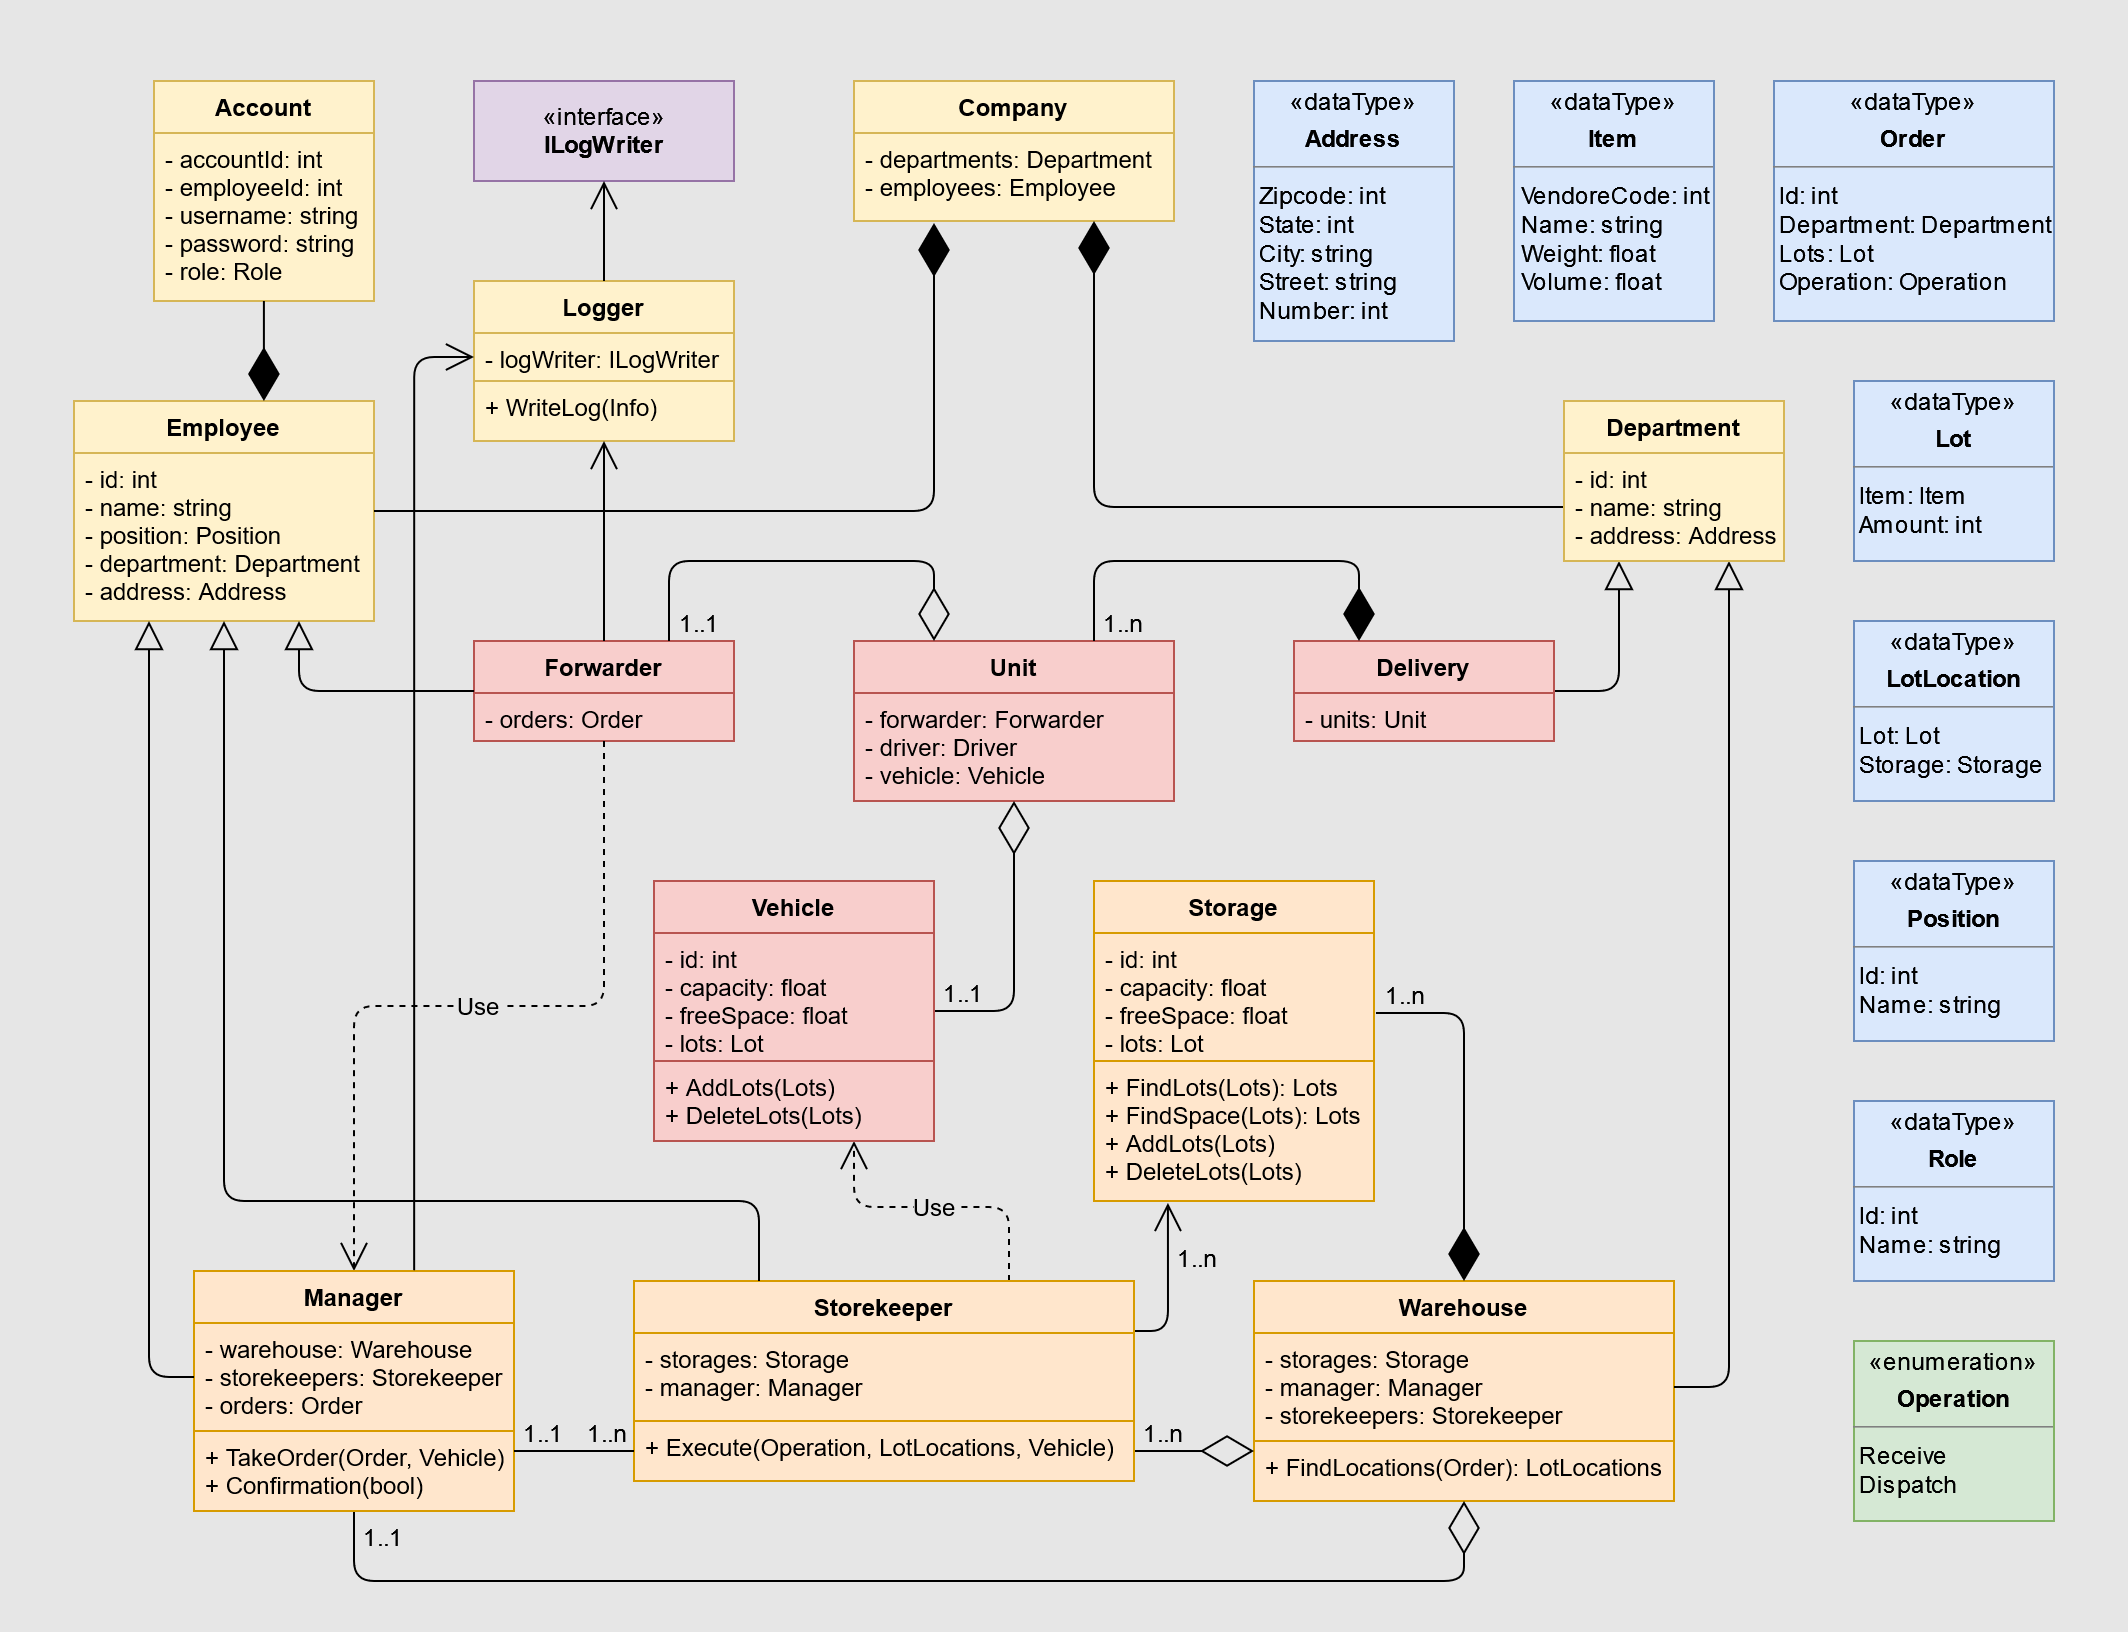 Account
- accountId: int
- employeeId: int
- username: string
- password: string
- role: Role
«interface»
ILogWriter
Company
- departments: Department
- employees: Employee
«dataType»
Address
Zipcode: int
State: int
City: string
Street: string
Number: int
«dataType»
Item
VendoreCode: int
Name: string
Weight: float
Volume: float
«dataType»
Order
Id: int
Department: Department
Lots: Lot
Operation: Operation
Logger
- logWriter: ILogWriter
+ WriteLog(Info)
Employee
- id: int
- name: string
- position: Position
- department: Department
- address: Address
Department
- id: int
- name: string
- address: Address
«dataType»
Lot
Item: Item
Amount: int
1..1
1..n
Forwarder
- orders: Order
Unit
- forwarder: Forwarder
- driver: Driver
- vehicle: Vehicle
Delivery
- units: Unit
«dataType»
LotLocation
Lot: Lot
Storage: Storage
Vehicle
- id: int
- capacity: float
- freeSpace: float
- lots: Lot
+ AddLots(Lots)
+ DeleteLots(Lots)
1..1
Storage
- id: int
- capacity: float
- freeSpace: float
- lots: Lot
+ FindLots(Lots): Lots
+ FindSpace(Lots): Lots
+ AddLots(Lots)
+ DeleteLots(Lots)
1..n
«dataType»
Position
Id: int
Name: string
Use
Use
1..n
«dataType»
Role
Id: int
Name: string
Manager
- warehouse: Warehouse
- storekeepers: Storekeeper
- orders: Order
+ TakeOrder(Order, Vehicle)
+ Confirmation(bool)
1..1
1..n
Storekeeper
- storages: Storage
- manager: Manager
+ Execute(Operation, LotLocations, Vehicle)
1..n
Warehouse
- storages: Storage
- manager: Manager
- storekeepers: Storekeeper
+ FindLocations(Order): LotLocations
«enumeration»
Operation
Receive
Dispatch
1..1